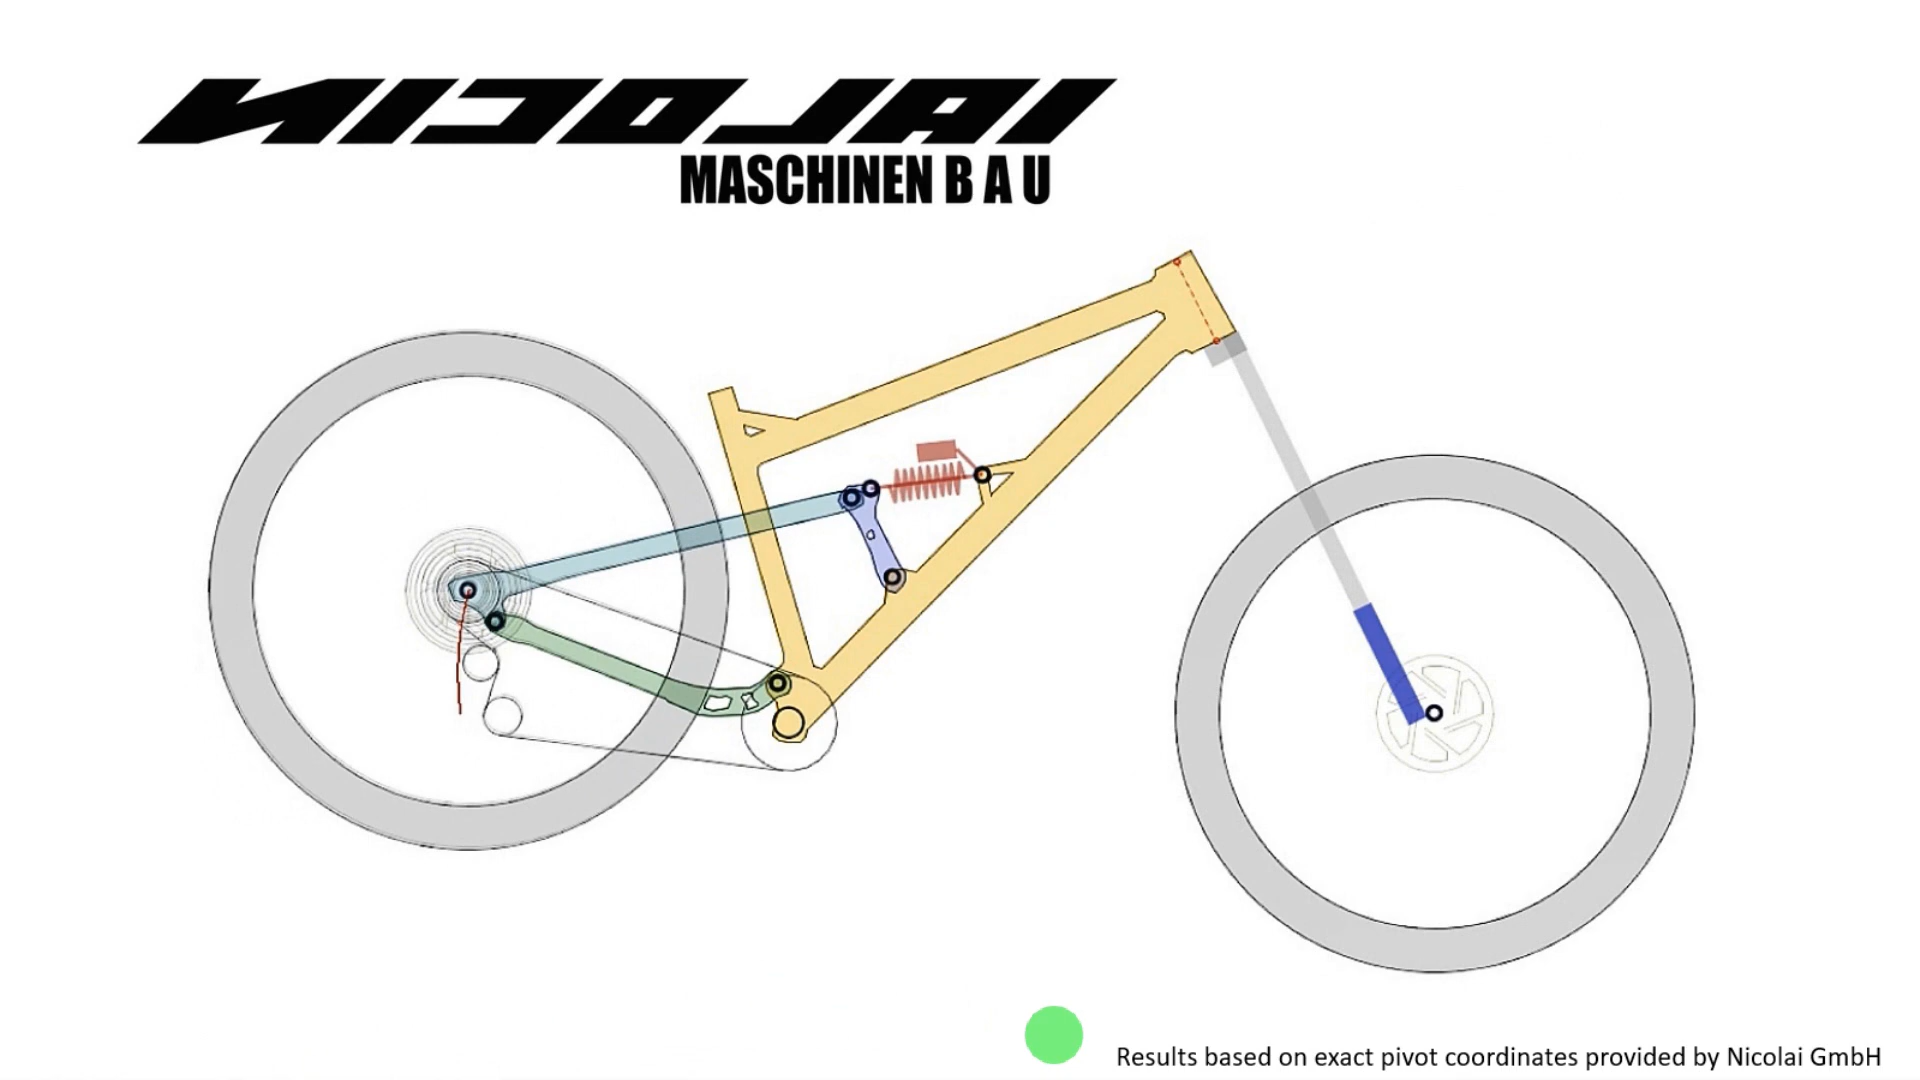 NICOLAI
MASCHINEN B A U
Results based on exact pivot coordinates provided by Nicolai GmbH